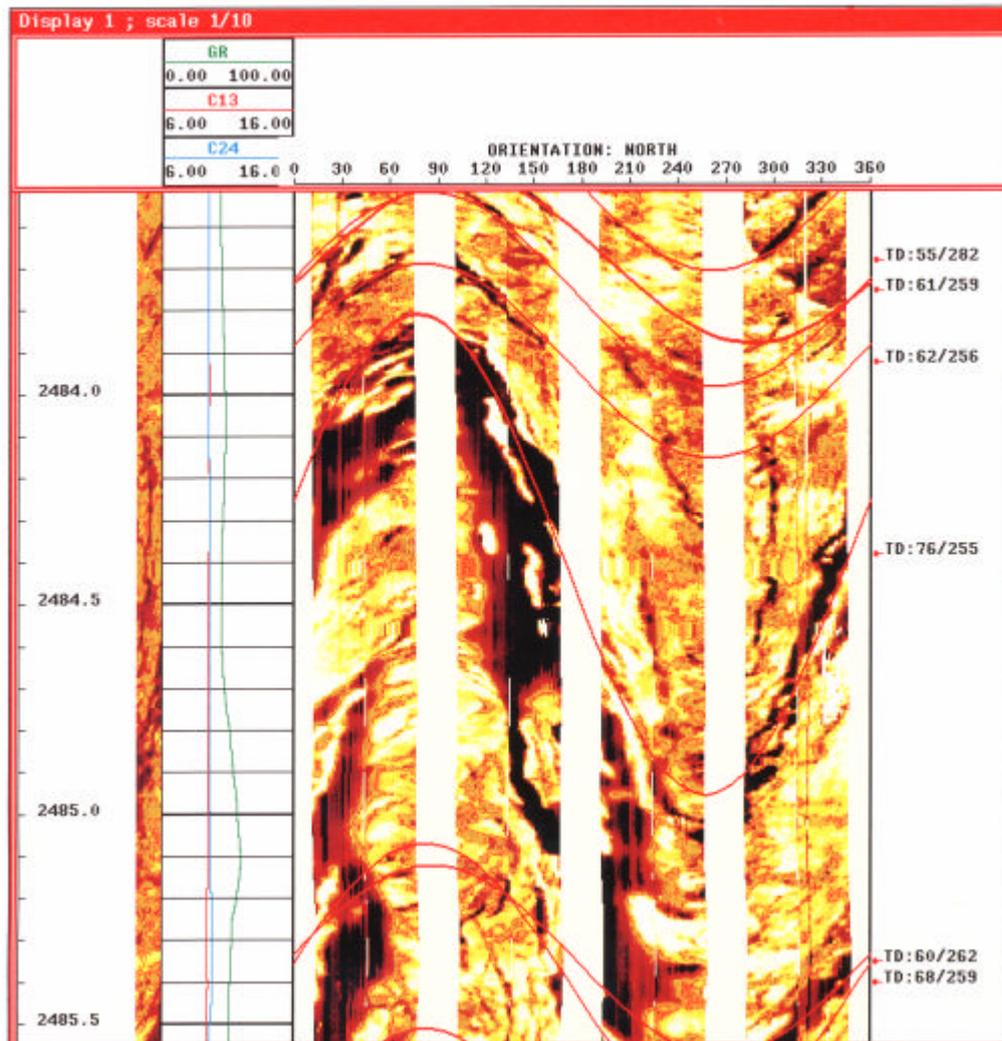 Display 1 ; scale 1/10
GR
0.00 100.00
C13
6.00 16.00
C24
6.00 16.0
ORIENTATION: NORTH
0 30 60 90 120 150 180 210 240 270 300 330 360
TD:55/282
TD:61/259
TD:62/256
2484.0
TD:76/255
2484.5
2485.0
TD:60/262
TD:68/259
2485.5